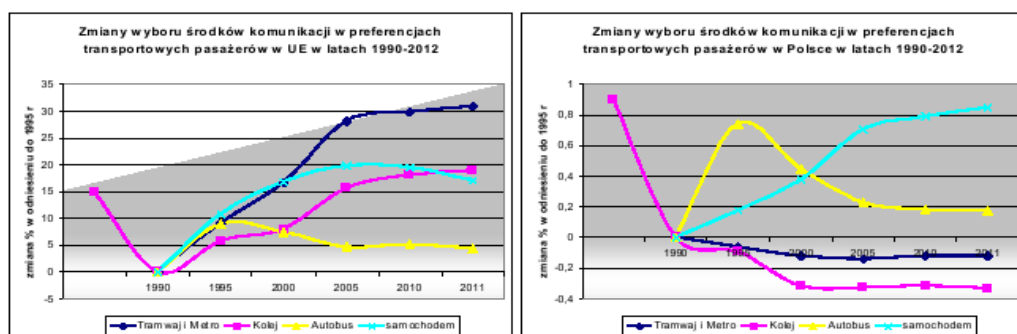 Zmiany wyboru środków komunikacji w preferencjach
transportowych pasażerów w UE w latach 1990-2012
zmiana % w odniesieniu do 1995 r
35
30
25
20
15
10
5
0
-5
1990
1995
2000
2005
2010
2011
Tramwaj i Metro
Kolej
Autobus
samochodem
Zmiany wyboru środków komunikacji w preferencjach
transportowych pasażerów w Polsce w latach 1990-2012
zmiana % w odniesieniu do 1995 r
1
0,8
0,6
0,4
0,2
0
-0,2
-0,4
1990
1995
2000
2005
2010
2011
Tramwaj i Metro
Kolej
Autobus
samochodem